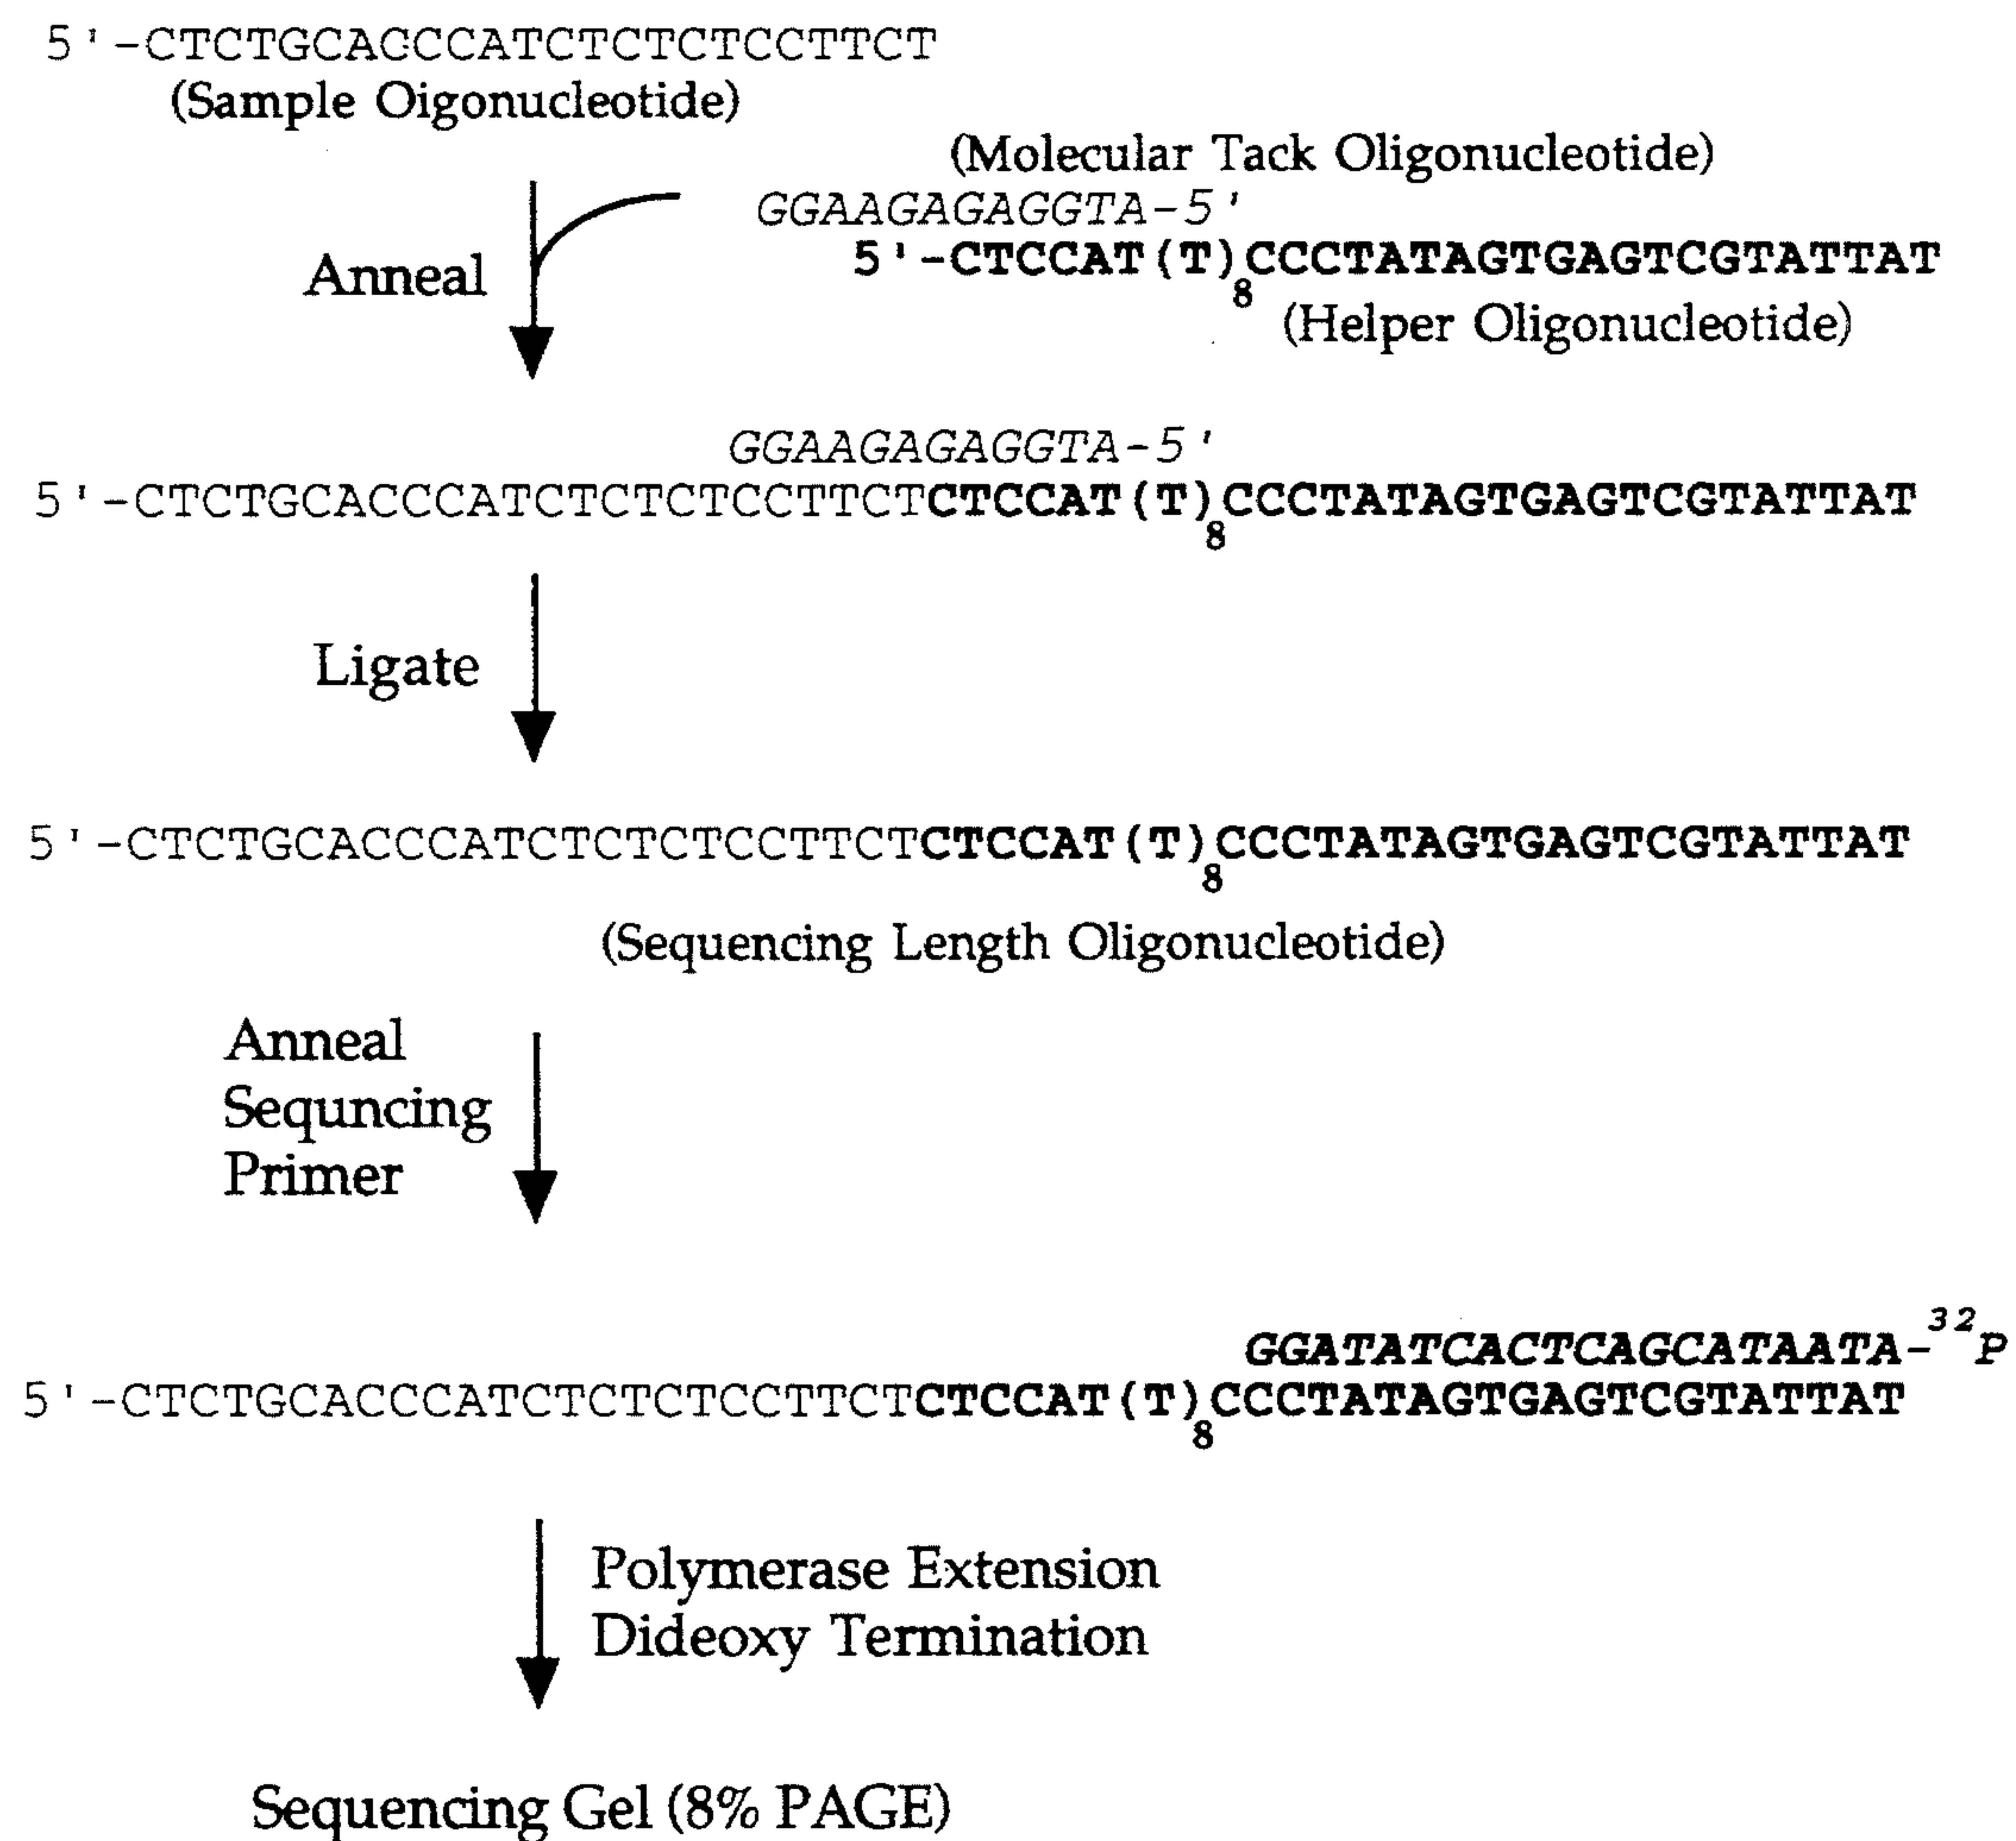 5'-CTCTGCACCCATCTCTCTCCTTCT
(Sample Oigonucleotide)
(Molecular Tack Oligonucleotide)
GGAAGAGAGGTA-5'
5'-CTCCAT(T)8CCCTATAGTGAGTCGTATTAT
(Helper Oligonucleotide)
Anneal
GGAAGAGAGGTA-5'
5'-CTCTGCACCCATCTCTCTCCTTCTCTCCAT(T)8CCCTATAGTGAGTCGTATTAT
Ligate
5'-CTCTGCACCCATCTCTCTCCTTCTCTCCAT(T)8CCCTATAGTGAGTCGTATTAT
(Sequencing Length Oligonucleotide)
Anneal
Sequncing
Primer
GGATATCACTCAGCATAATA-32P
5'-CTCTGCACCCATCTCTCTCCTTCTCTCCAT(T)8CCCTATAGTGAGTCGTATTAT
Polymerase Extension
Dideoxy Termination
Sequencing Gel (8% PAGE)